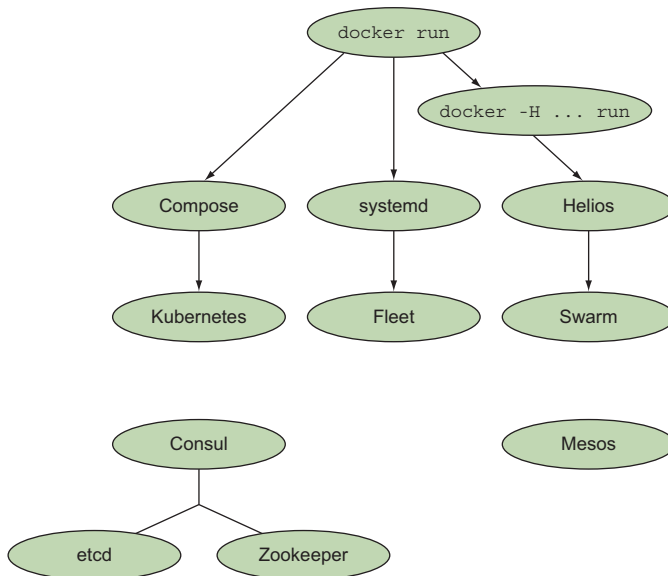 docker run
docker -H ... run
Compose
systemd
Helios
Kubernetes
Fleet
Swarm
Consul
Mesos
etcd
Zookeeper